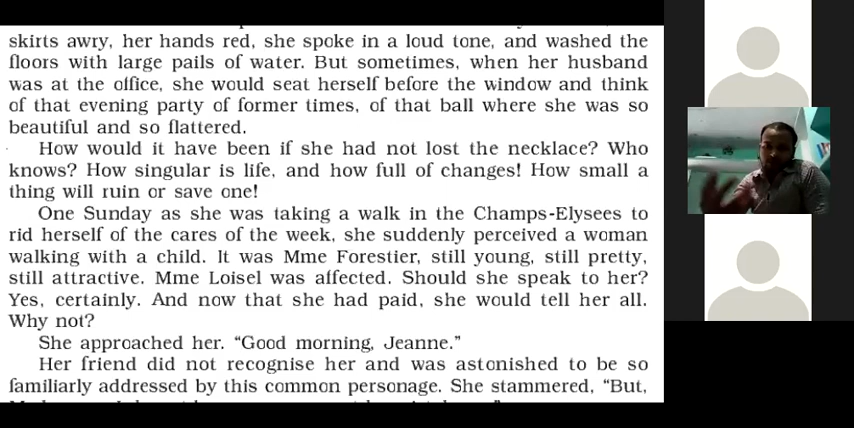 skirts awry, her hands red, she spoke in a loud tone, and washed the
floors with large pails of water. But sometimes, when her husband
was at the office, she would seat herself before the window and think
of that evening party of former times, of that ball where she was so
beautiful and so flattered.
How would it have been if she had not lost the necklace? Who
knows? How singular is life, and how full of changes! How small a
thing will ruin or save one!
One Sunday as she was taking a walk in the Champs-Elysees to
rid herself of the cares of the week, she suddenly perceived a woman
walking with a child. It was Mme Forestier, still young, still pretty,
still attractive. Mme Loisel was affected. Should she speak to her?
Yes, certainly. And now that she had paid, she would tell her all.
Why not?
She approached her. “Good morning, Jeanne.”
Her friend did not recognise her and was astonished to be so
familiarly addressed by this common personage. She stammered, “But,